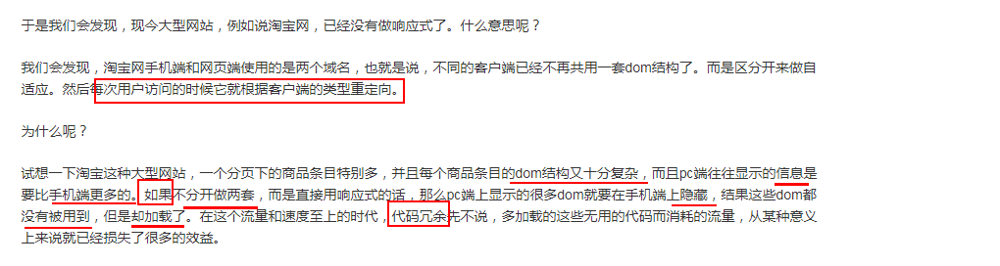 于是我们会发现，现今大型网站，例如说淘宝网，已经没有做响应式了。什么意思呢？
我们会发现，淘宝网手机端和网页端使用的是两个域名，也就是说，不同的客户端已经不再共用一套dom结构了。而是区分开来做自
适应。然后每次用户访问的时候它就根据客户端的类型重定向。
为什么呢？
试想一下淘宝这种大型网站，一个分页下的商品条目特别多，并且每个商品条目的dom结构又十分复杂，而且pc端往往显示的信息是
要比手机端更多的。如果不分开做两套，而是直接用响应式的话，那么pc端上显示的很多dom就要在手机端上隐藏，结果这些dom都
没有被用到，但是却加载了。在这个流量和速度至上的时代，代码冗余先不说，多加载的这些无用的代码而消耗的流量，从某种意义
上来说就已经损失了很多的效益。